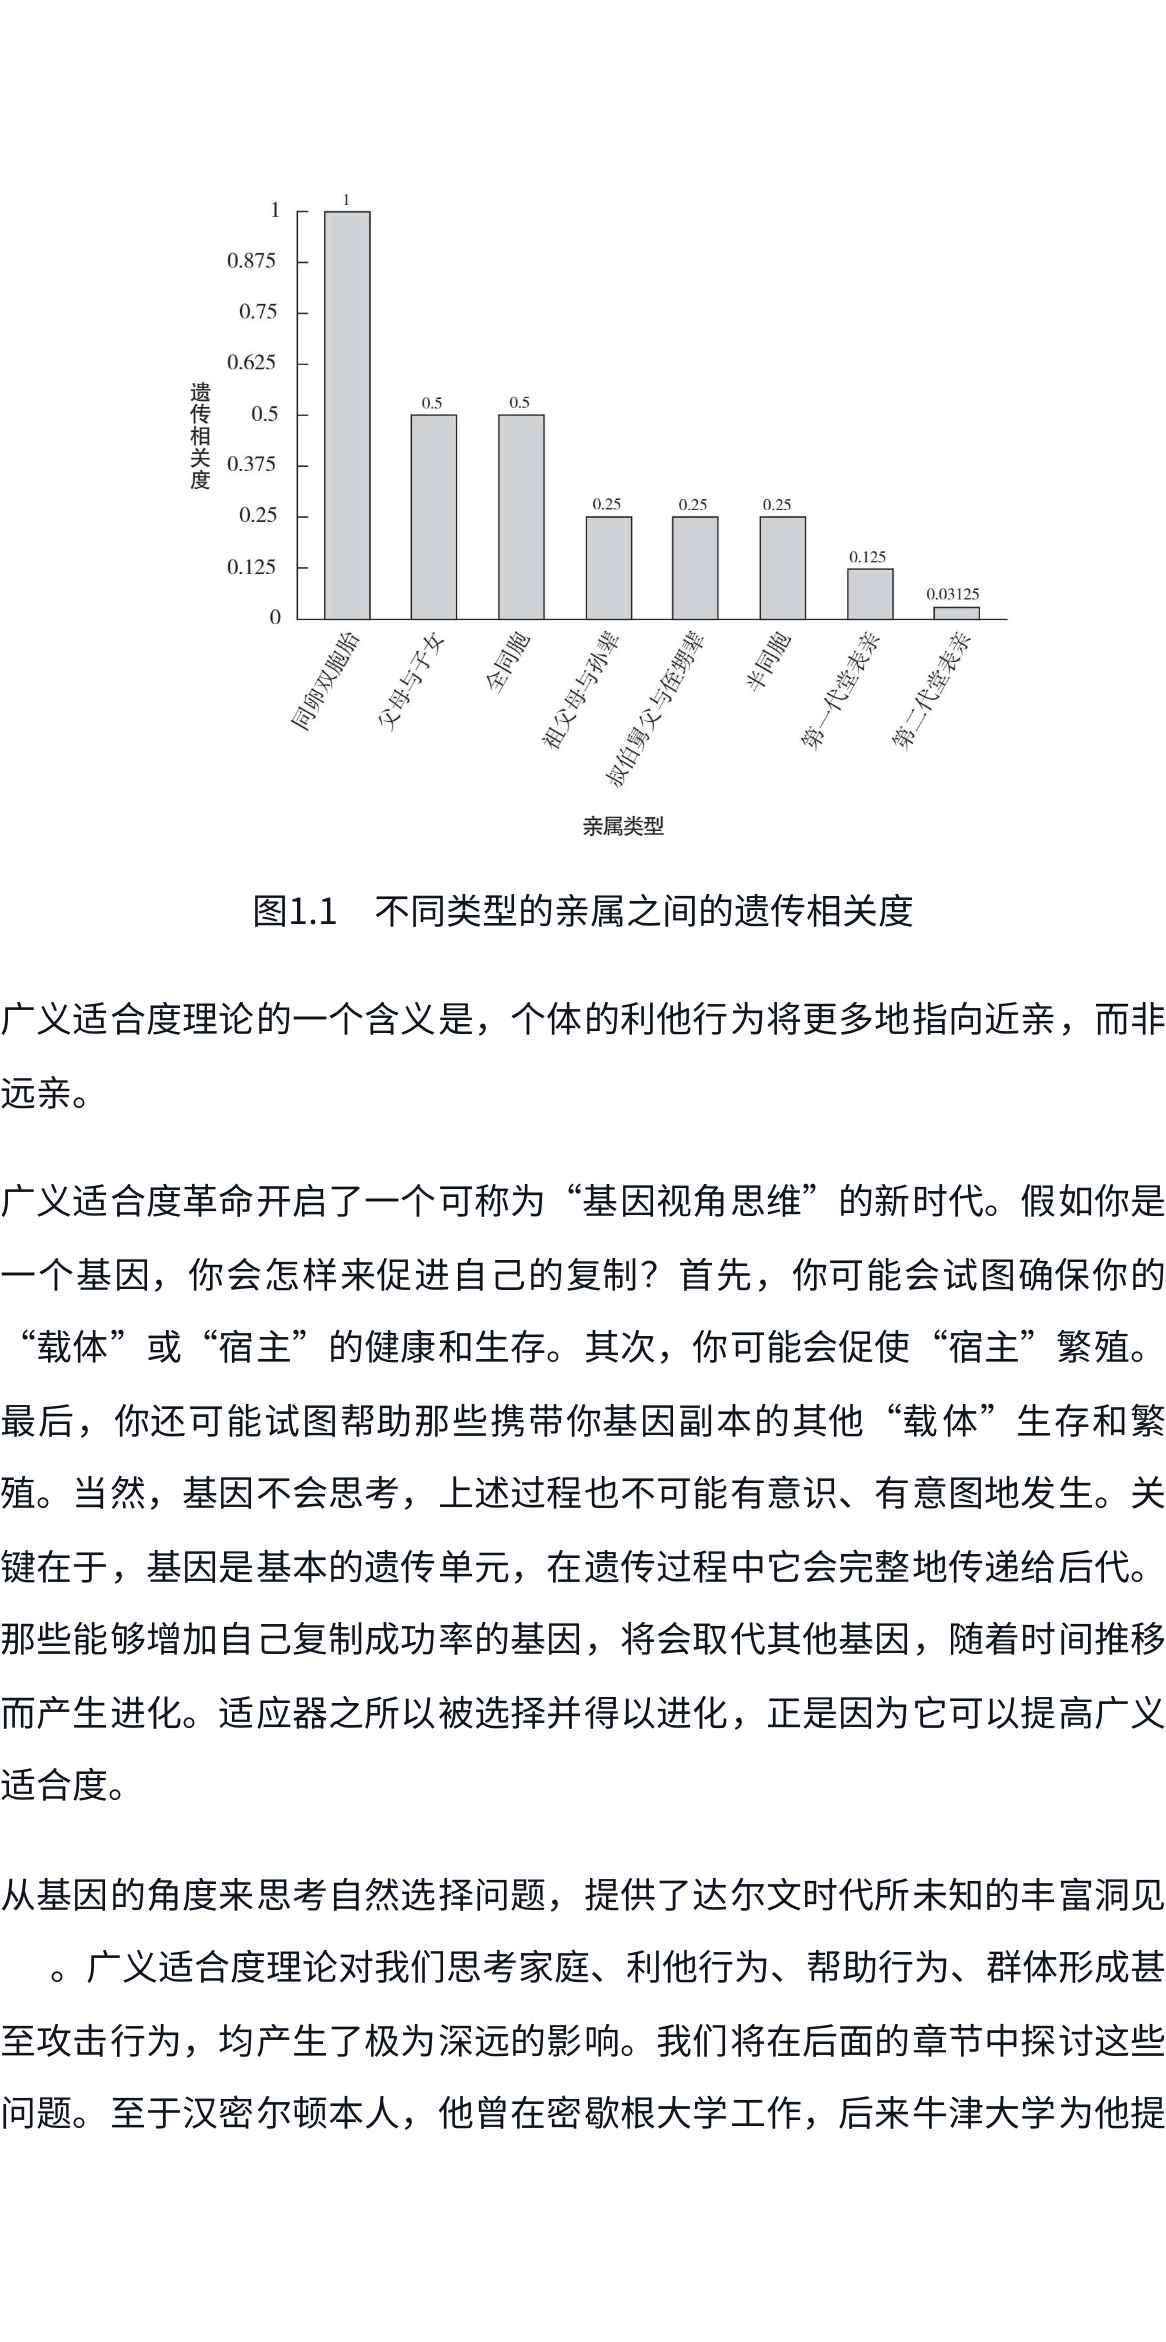 1
0.875
0.75
0.625
0.5
0.375
0.25
0.125
0
遗传相关度
1
0.5
0.5
0.25
0.25
0.25
0.125
0.03125
同卵双胞胎
父母与子女
全同胞
祖父母与孙辈
叔伯舅父与侄甥辈
半同胞
第一代堂表亲
第二代堂表亲
亲属类型
图1.1 不同类型的亲属之间的遗传相关度
广义适合度理论的一个含义是，个体的利他行为将更多地指向近亲，而非
远亲。
广义适合度革命开启了一个可称为“基因视角思维”的新时代。假如你是
一个基因，你会怎样来促进自己的复制？首先，你可能会试图确保你的
“载体”或“宿主”的健康和生存。其次，你可能会促使“宿主”繁殖。
最后，你还可能试图帮助那些携带你基因副本的其他“载体”生存和繁
殖。当然，基因不会思考，上述过程也不可能有意识、有意图地发生。关
键在于，基因是基本的遗传单元，在遗传过程中它会完整地传递给后代。
那些能够增加自己复制成功率的基因，将会取代其他基因，随着时间推移
而产生进化。适应器之所以被选择并得以进化，正是因为它可以提高广义
适合度。
从基因的角度来思考自然选择问题，提供了达尔文时代所未知的丰富洞见
。广义适合度理论对我们思考家庭、利他行为、帮助行为、群体形成甚
至攻击行为，均产生了极为深远的影响。我们将在后面的章节中探讨这些
问题。至于汉密尔顿本人，他曾在密歇根大学工作，后来牛津大学为他提